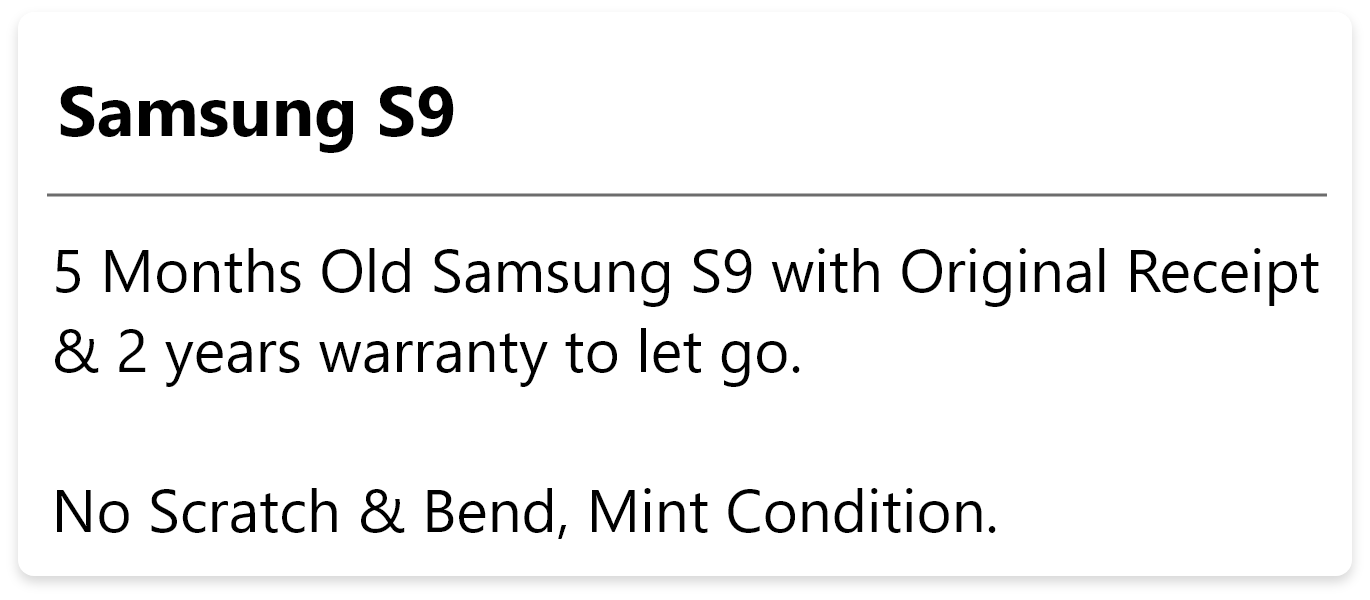 Samsung S9
5 Months Old Samsung S9 with Original Receipt
& 2 years warranty to let go.
No Scratch & Bend, Mint Condition.